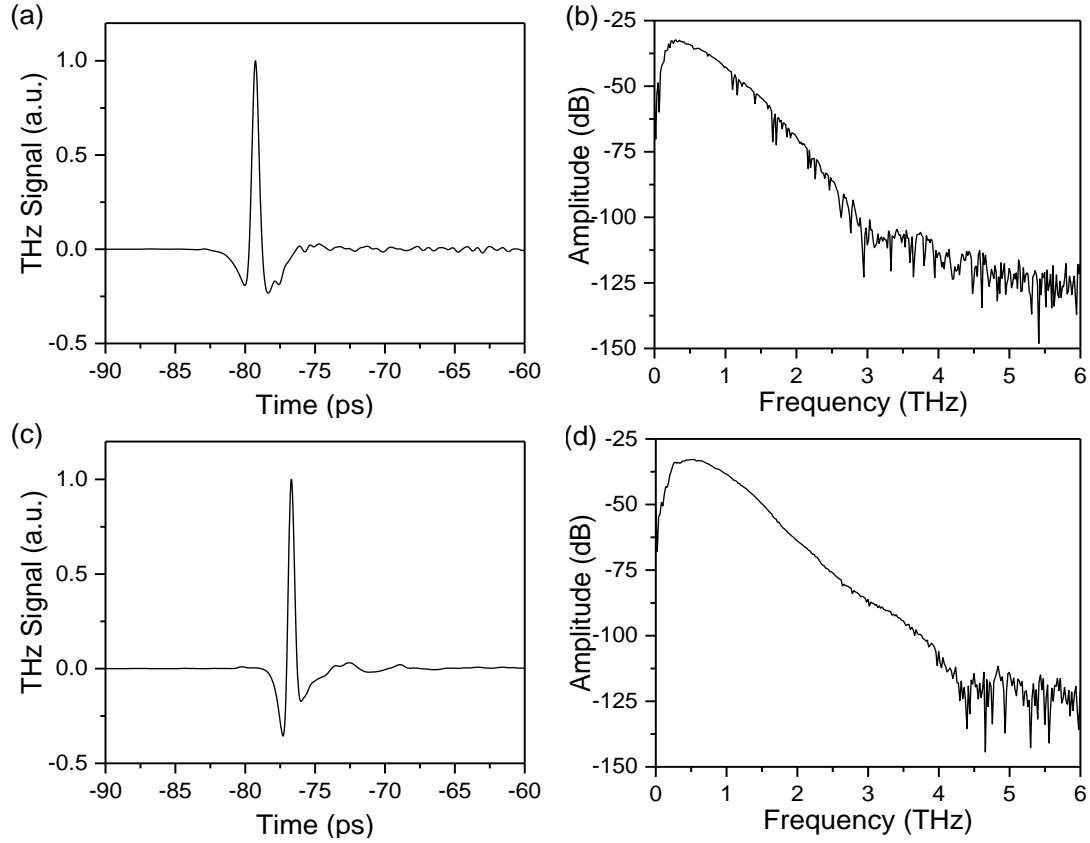 (a)
THz Signal (a.u.)
1.0
0.5
0.0
-0.5
-90 -85 -80 -75 -70 -65 -60
Time (ps)
(b)
Amplitude (dB)
-25
-50
-75
-100
-125
-150
0 1 2 3 4 5 6
Frequency (THz)
(c)
THz Signal (a.u.)
1.0
0.5
0.0
-0.5
-90 -85 -80 -75 -70 -65 -60
Time (ps)
(d)
Amplitude (dB)
-25
-50
-75
-100
-125
-150
0 1 2 3 4 5 6
Frequency (THz)